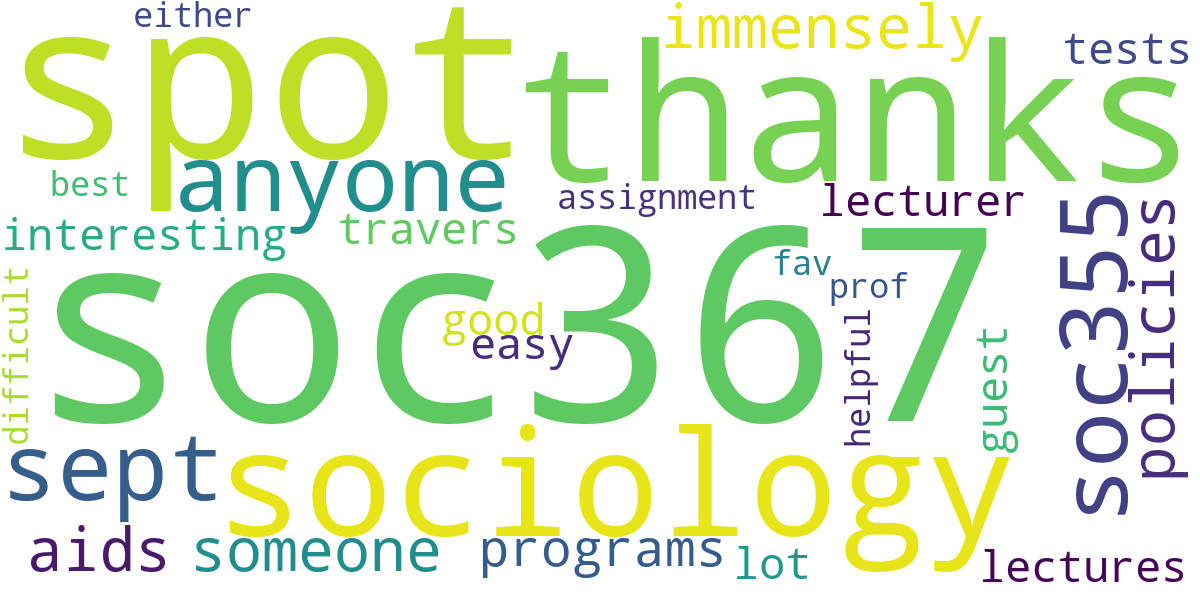 either
spot
immensely
tests
thanks
anyone
best
assignment
lecturer
interesting
travers
soc367
soc355
policies
fav
prof
good
easy
helpful
guest
difficult
sept
sociology
aids
someone
programs
lot
lectures